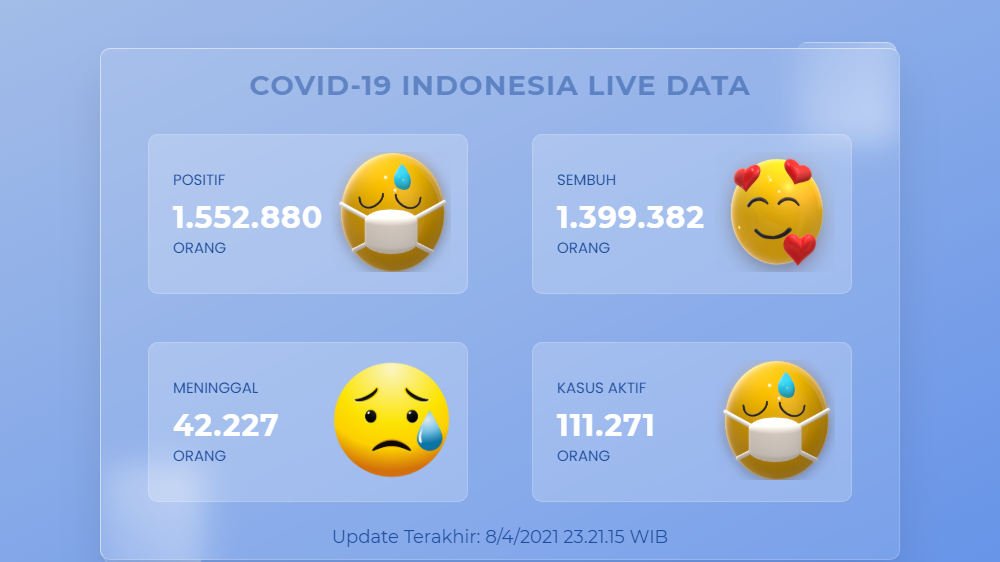 COVID-19 INDONESIA LIVE DATA
POSITIF
1.552.880
ORANG
SEMBUH
1.399.382
ORANG
MENINGGAL
42.227
ORANG
KASUS AKTIF
111.271
ORANG
Update Terakhir: 8/4/2021 23.21.15 WIB